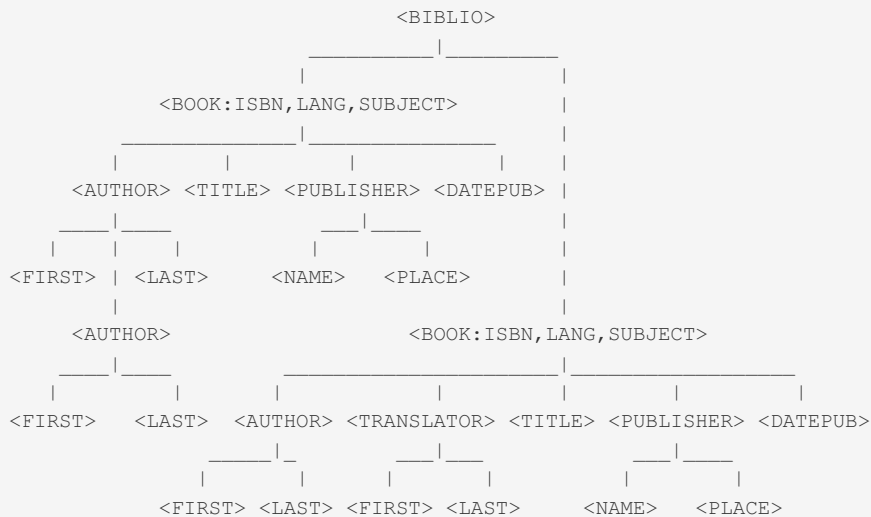 <BIBLIO>
<BOOK:ISBN,LANG,SUBJECT>
<AUTHOR> <TITLE> <PUBLISHER> <DATEPUB>
<FIRST> <LAST> <NAME> <PLACE>
<AUTHOR> <BOOK:ISBN,LANG,SUBJECT>
<FIRST> <LAST> <AUTHOR> <TRANSLATOR> <TITLE> <PUBLISHER> <DATEPUB>
<FIRST> <LAST> <FIRST> <LAST> <NAME> <PLACE>